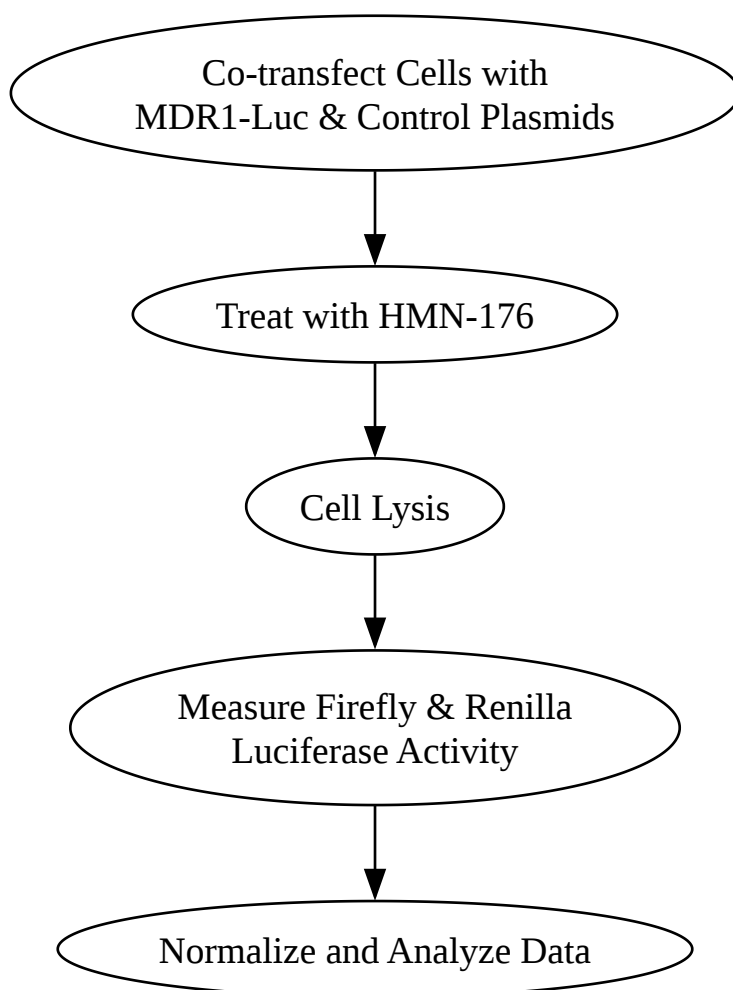 Co-transfect Cells with
MDR1-Luc & Control Plasmids
Treat with HMN-176
Cell Lysis
Measure Firefly & Renilla
Luciferase Activity
Normalize and Analyze Data